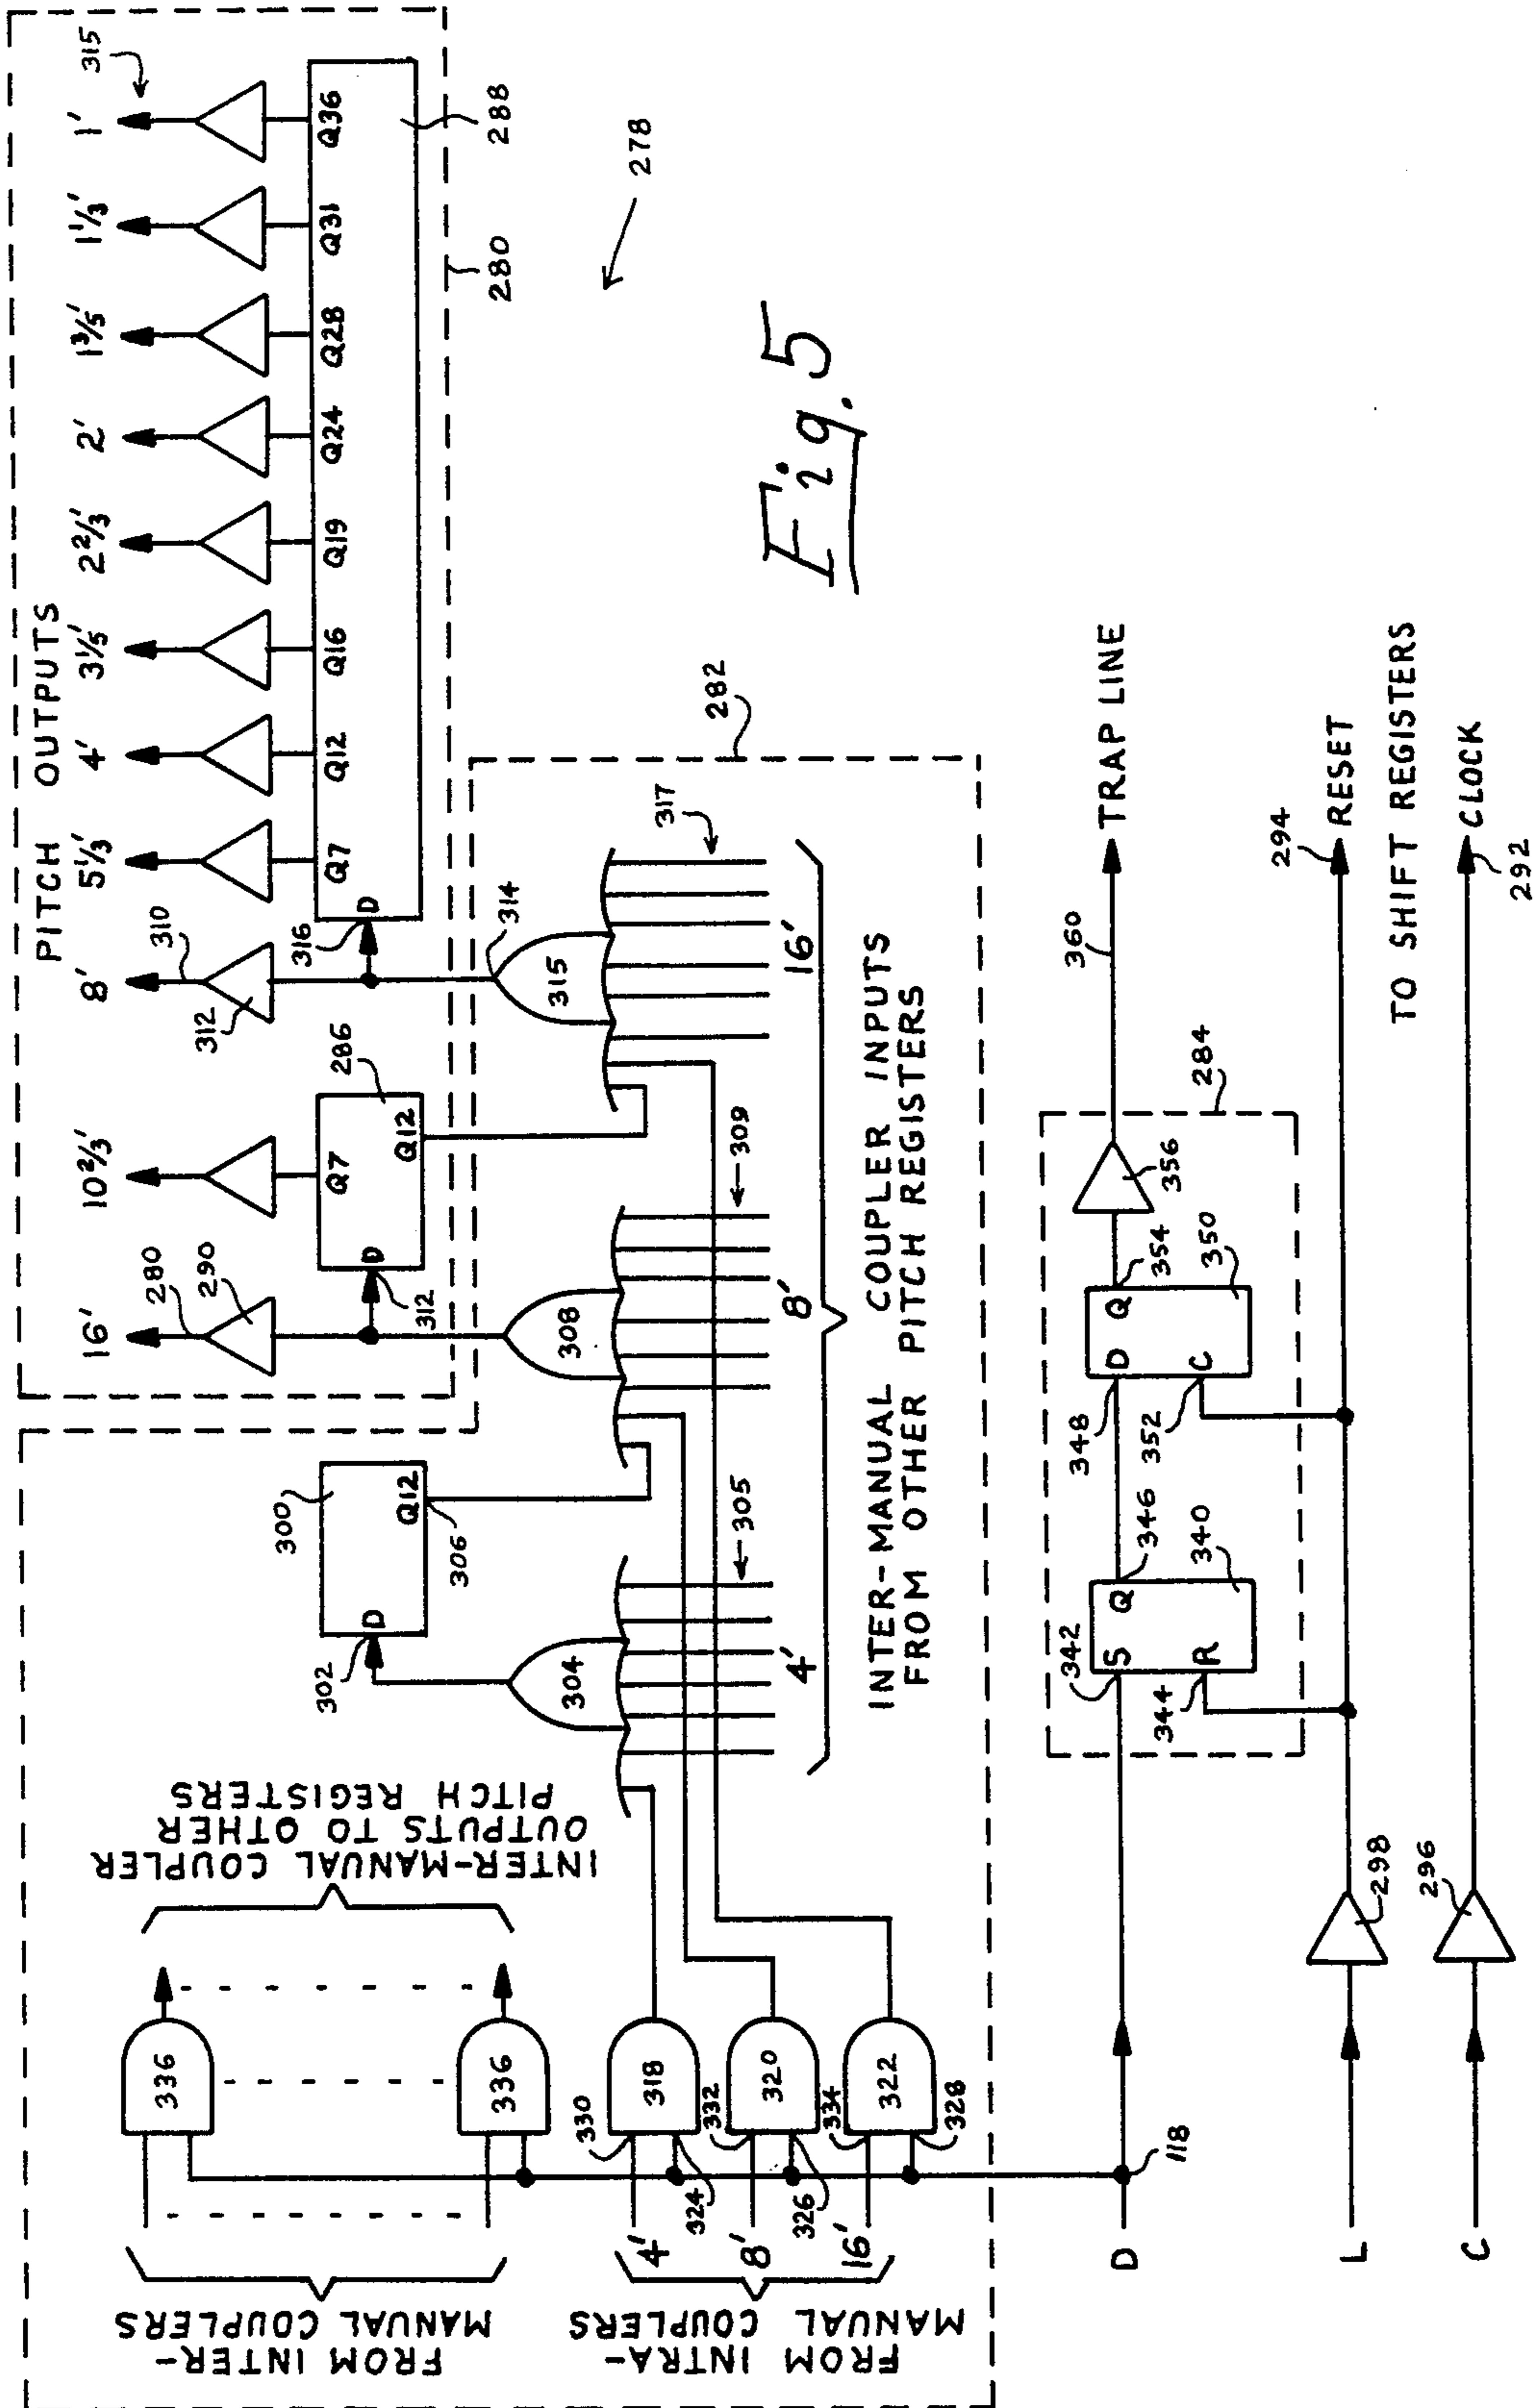 PITCH OUTPUTS
16' 10⅔' 8' 5⅓' 4' 3⅕' 2⅔' 2' 1⅗' 1⅓' 1'
280
290
312
310
315
286
Q7
Q12
D
312
316
D
Q7 Q12 Q16 Q19 Q24 Q28 Q31 Q36
288
280
278
300
D
Q12
302
306
304
308
315
314
305
309
317
282
4' 8' 16'
INTER-MANUAL COUPLER INPUTS
FROM OTHER PITCH REGISTERS
INTER-MANUAL COUPLER
OUTPUTS TO OTHER
PITCH REGISTERS
336
336
318
320
322
330
332
334
324
326
328
4'
8'
16'
FROM INTER-
MANUAL COUPLERS
FROM INTRA-
MANUAL COUPLERS
Fig. 5
D
118
342
S Q
R
344
346
340
348
D Q
C
352
354
350
356
284
360
TRAP LINE
L
298
294
RESET
TO SHIFT REGISTERS
C
296
CLOCK
292